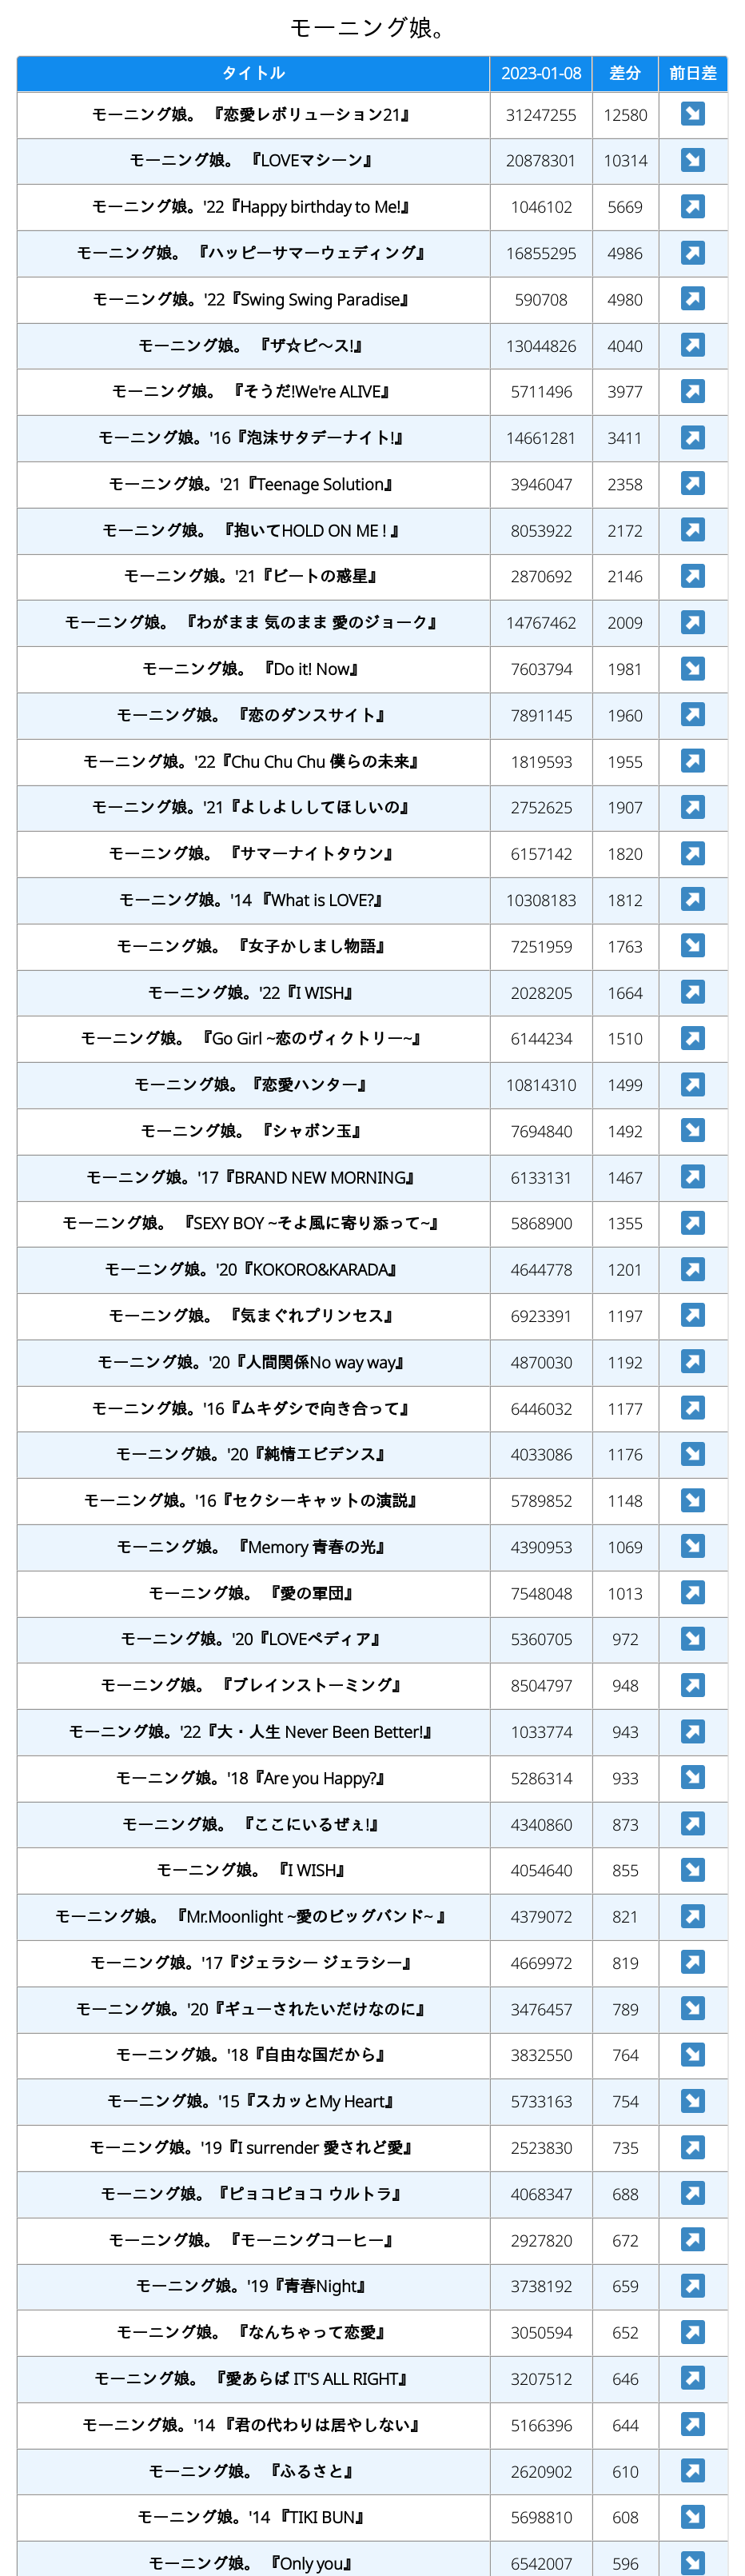 モーニング娘。
タイトル 2023-01-08 差分 前日差
モーニング娘。 『恋愛レボリューション21』 31247255 12580 ↘
モーニング娘。 『LOVEマシーン』 20878301 10314 ↘
モーニング娘。'22『Happy birthday to Me!』 1046102 5669 ↗
モーニング娘。 『ハッピーサマーウェディング』 16855295 4986 ↗
モーニング娘。'22『Swing Swing Paradise』 590708 4980 ↗
モーニング娘。 『ザ☆ピ〜ス!』 13044826 4040 ↗
モーニング娘。 『そうだ!We're ALIVE』 5711496 3977 ↗
モーニング娘。'16『泡沫サタデーナイト!』 14661281 3411 ↗
モーニング娘。'21『Teenage Solution』 3946047 2358 ↗
モーニング娘。 『抱いてHOLD ON ME ! 』 8053922 2172 ↗
モーニング娘。'21『ビートの惑星』 2870692 2146 ↗
モーニング娘。 『わがまま 気のまま 愛のジョーク』 14767462 2009 ↗
モーニング娘。 『Do it! Now』 7603794 1981 ↘
モーニング娘。 『恋のダンスサイト』 7891145 1960 ↗
モーニング娘。'22『Chu Chu Chu 僕らの未来』 1819593 1955 ↗
モーニング娘。'21『よしよししてほしいの』 2752625 1907 ↗
モーニング娘。 『サマーナイトタウン』 6157142 1820 ↗
モーニング娘。'14 『What is LOVE?』 10308183 1812 ↗
モーニング娘。 『女子かしまし物語』 7251959 1763 ↘
モーニング娘。'22『I WISH』 2028205 1664 ↗
モーニング娘。 『Go Girl ~恋のヴィクトリー~』 6144234 1510 ↗
モーニング娘。『恋愛ハンター』 10814310 1499 ↗
モーニング娘。 『シャボン玉』 7694840 1492 ↘
モーニング娘。'17『BRAND NEW MORNING』 6133131 1467 ↗
モーニング娘。 『SEXY BOY ~そよ風に寄り添って~』 5868900 1355 ↗
モーニング娘。'20『KOKORO&KARADA』 4644778 1201 ↗
モーニング娘。 『気まぐれプリンセス』 6923391 1197 ↗
モーニング娘。'20『人間関係No way way』 4870030 1192 ↗
モーニング娘。'16『ムキダシで向き合って』 6446032 1177 ↗
モーニング娘。'20『純情エビデンス』 4033086 1176 ↘
モーニング娘。'16『セクシーキャットの演説』 5789852 1148 ↘
モーニング娘。 『Memory 青春の光』 4390953 1069 ↘
モーニング娘。 『愛の軍団』 7548048 1013 ↗
モーニング娘。'20『LOVEペディア』 5360705 972 ↘
モーニング娘。 『ブレインストーミング』 8504797 948 ↗
モーニング娘。'22『大・人生 Never Been Better!』 1033774 943 ↗
モーニング娘。'18『Are you Happy?』 5286314 933 ↘
モーニング娘。 『ここにいるぜぇ!』 4340860 873 ↗
モーニング娘。 『I WISH』 4054640 855 ↘
モーニング娘。 『Mr.Moonlight ~愛のビッグバンド~ 』 4379072 821 ↗
モーニング娘。'17『ジェラシー ジェラシー』 4669972 819 ↗
モーニング娘。'20『ギューされたいだけなのに』 3476457 789 ↘
モーニング娘。'18『自由な国だから』 3832550 764 ↘
モーニング娘。'15『スカッとMy Heart』 5733163 754 ↘
モーニング娘。'19『I surrender 愛されど愛』 2523830 735 ↗
モーニング娘。『ピョコピョコ ウルトラ』 4068347 688 ↗
モーニング娘。 『モーニングコーヒー』 2927820 672 ↗
モーニング娘。'19『青春Night』 3738192 659 ↗
モーニング娘。 『なんちゃって恋愛』 3050594 652 ↗
モーニング娘。 『愛あらば IT'S ALL RIGHT』 3207512 646 ↗
モーニング娘。'14 『君の代わりは居やしない』 5166396 644 ↗
モーニング娘。 『ふるさと』 2620902 610 ↗
モーニング娘。'14 『TIKI BUN』 5698810 608 ↘
モーニング娘。 『Only you』 6542007 596 ↘